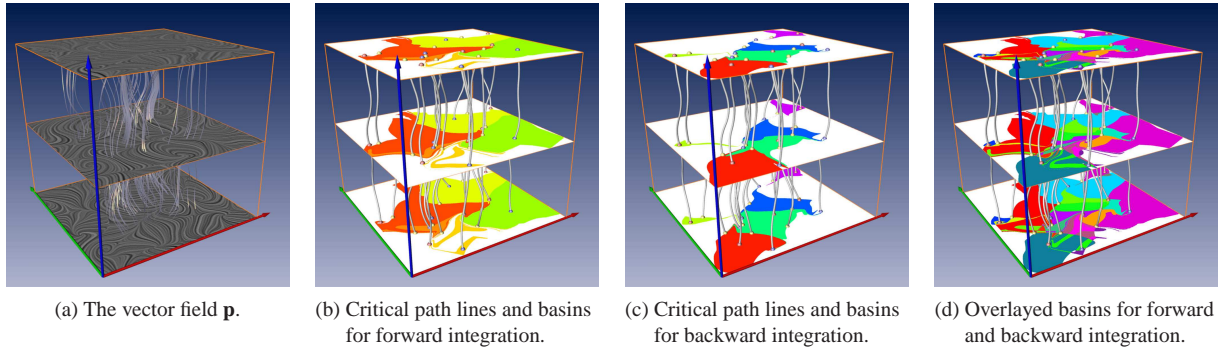 (a) The vector field p.
(b) Critical path lines and basins
for forward integration.
(c) Critical path lines and basins
for backward integration.
(d) Overlayed basins for forward
and backward integration.